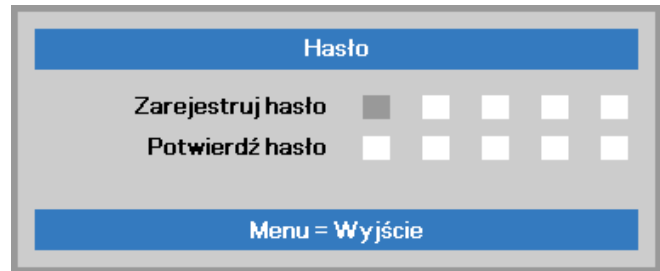 Hasło
Zarejestruj hasło
Potwierdź hasło
Menu = Wyjście